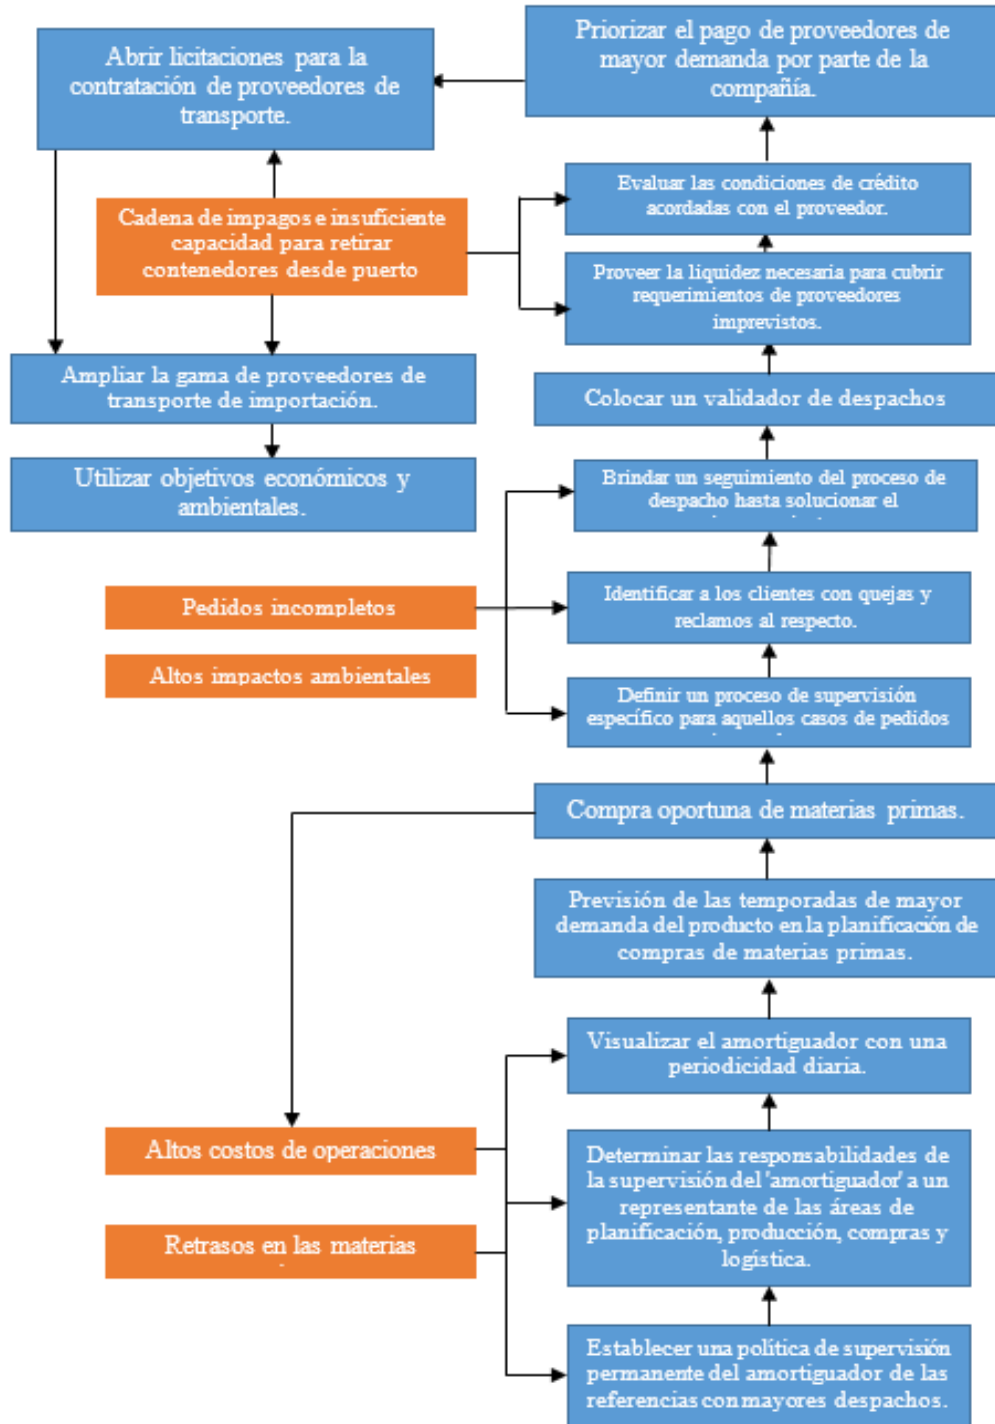 Abrir licitaciones para la
contratación de proveedores de
transporte.
Priorizar el pago de proveedores de
mayor demanda por parte de la
compañía.
Cadena de impagos e insuficiente
capacidad para retirar
contenedores desde puerto
Evaluar las condiciones de crédito
acordadas con el proveedor.
Proveer la liquidez necesaria para cubrir
requerimientos de proveedores
imprevistos.
Ampliar la gama de proveedores de
transporte de importación.
Colocar un validador de despachos
Utilizar objetivos económicos y
ambientales.
Brindar un seguimiento del proceso de
despacho hasta solucionar el
Pedidos incompletos
Identificar a los clientes con quejas y
reclamos al respecto.
Altos impactos ambientales
Definir un proceso de supervisión
específico para aquellos casos de pedidos
Compra oportuna de materias primas.
Previsión de las temporadas de mayor
demanda del producto en la planificación de
compras de materias primas.
Visualizar el amortiguador con una
periodicidad diaria.
Altos costos de operaciones
Determinar las responsabilidades de
la supervisión del 'amortiguador' a un
representante de las áreas de
planificación, producción, compras y
logística.
Retrasos en las materias
Establecer una política de supervisión
permanente del amortiguador de las
referencias con mayores despachos.